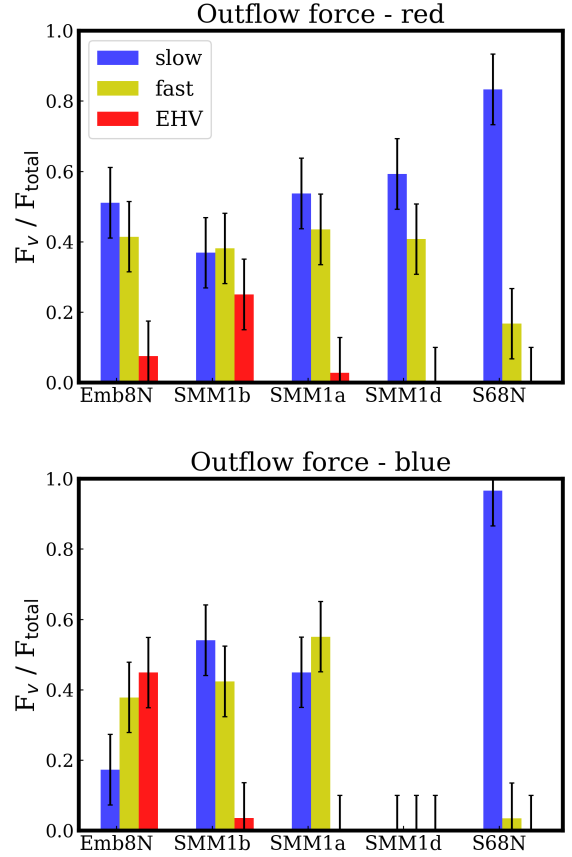 Outflow force - red
1.0
0.8
0.6
0.4
0.2
0.0
F_v / F_total
slow
fast
EHV
Emb8N SMM1b SMM1a SMM1d S68N
Outflow force - blue
1.0
0.8
0.6
0.4
0.2
0.0
F_v / F_total
Emb8N SMM1b SMM1a SMM1d S68N